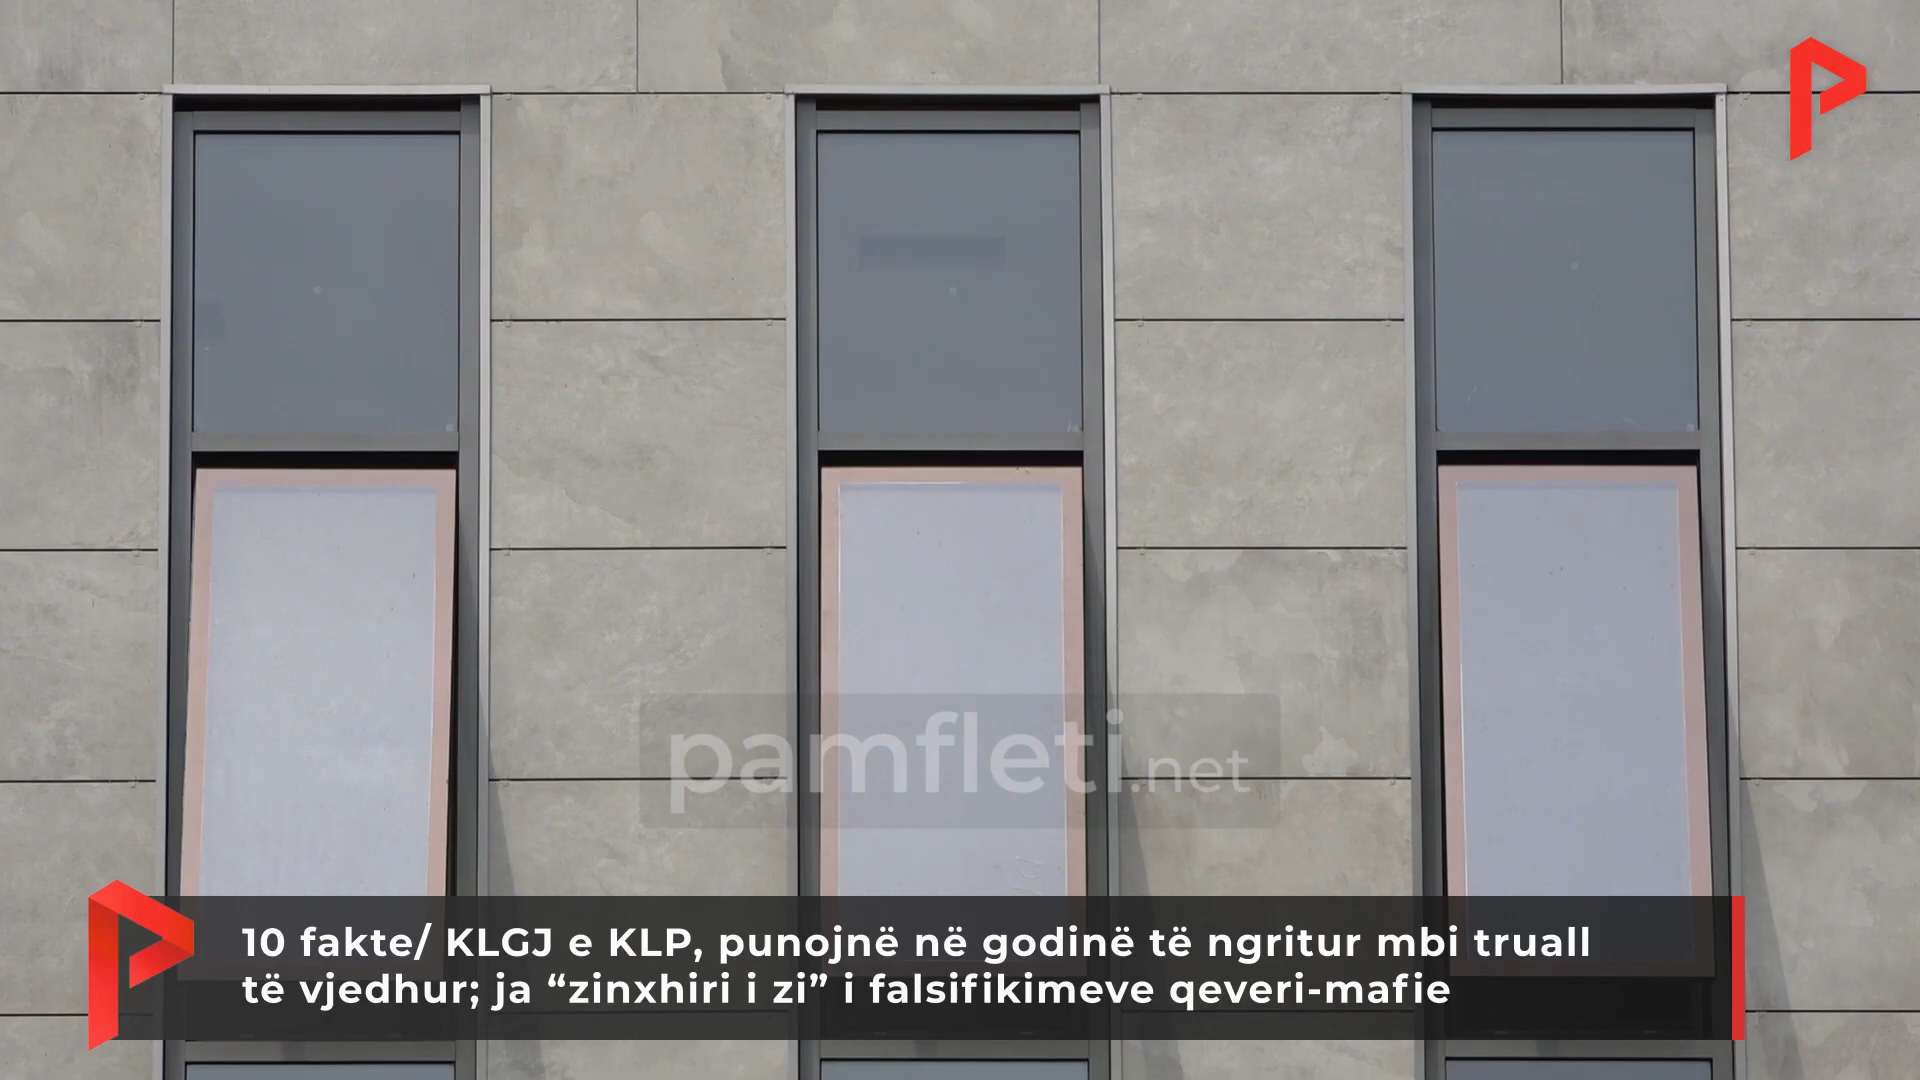 pamfleti.net
10 fakte/ KLGJ e KLP, punojnë në godinë të ngritur mbi truall
të vjedhur; ja “zinxhiri i zi” i falsifikimeve qeveri-mafie